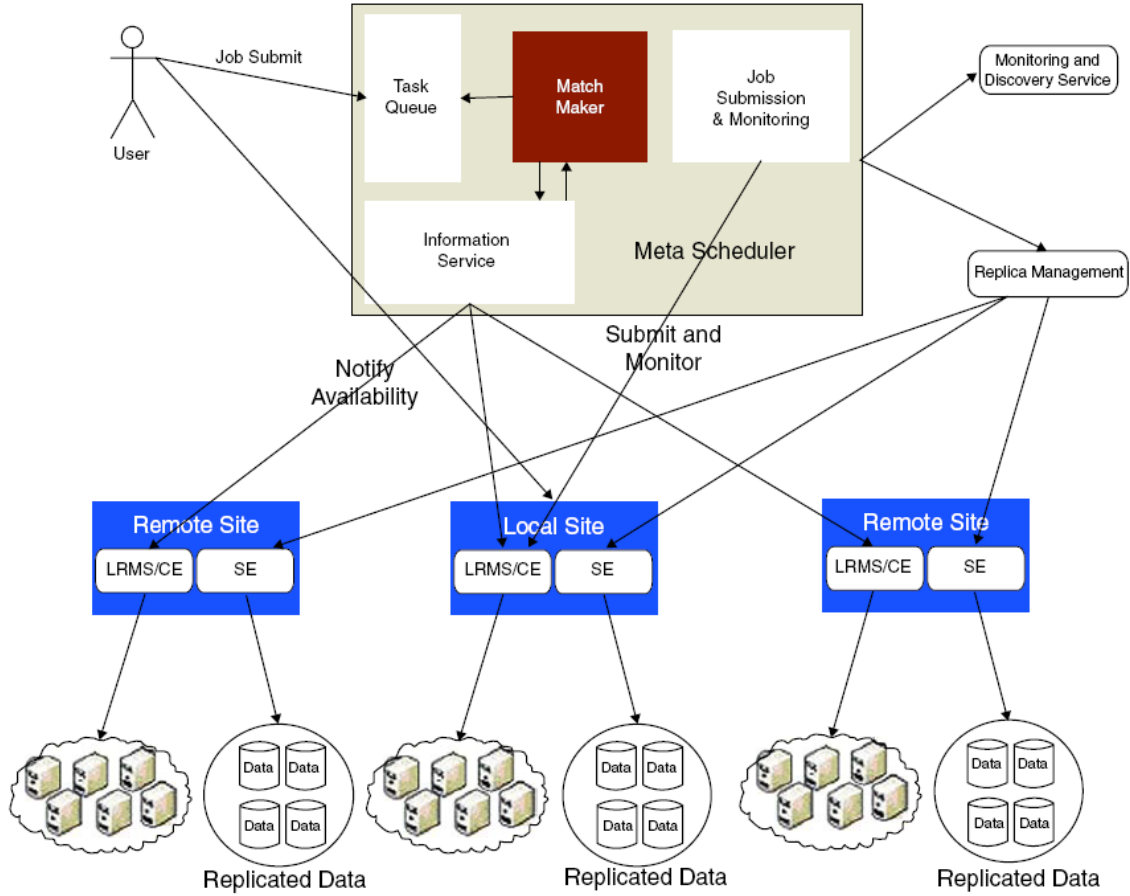 Job Submit
User
Task
Queue
Match
Maker
Job
Submission
& Monitoring
Monitoring and
Discovery Service
Information
Service
Meta Scheduler
Replica Management
Submit and
Monitor
Notify
Availability
Remote Site
LRMS/CE
SE
Local Site
LRMS/CE
SE
Remote Site
LRMS/CE
SE
Data
Data
Data
Data
Replicated Data
Data
Data
Data
Data
Replicated Data
Data
Data
Data
Data
Replicated Data